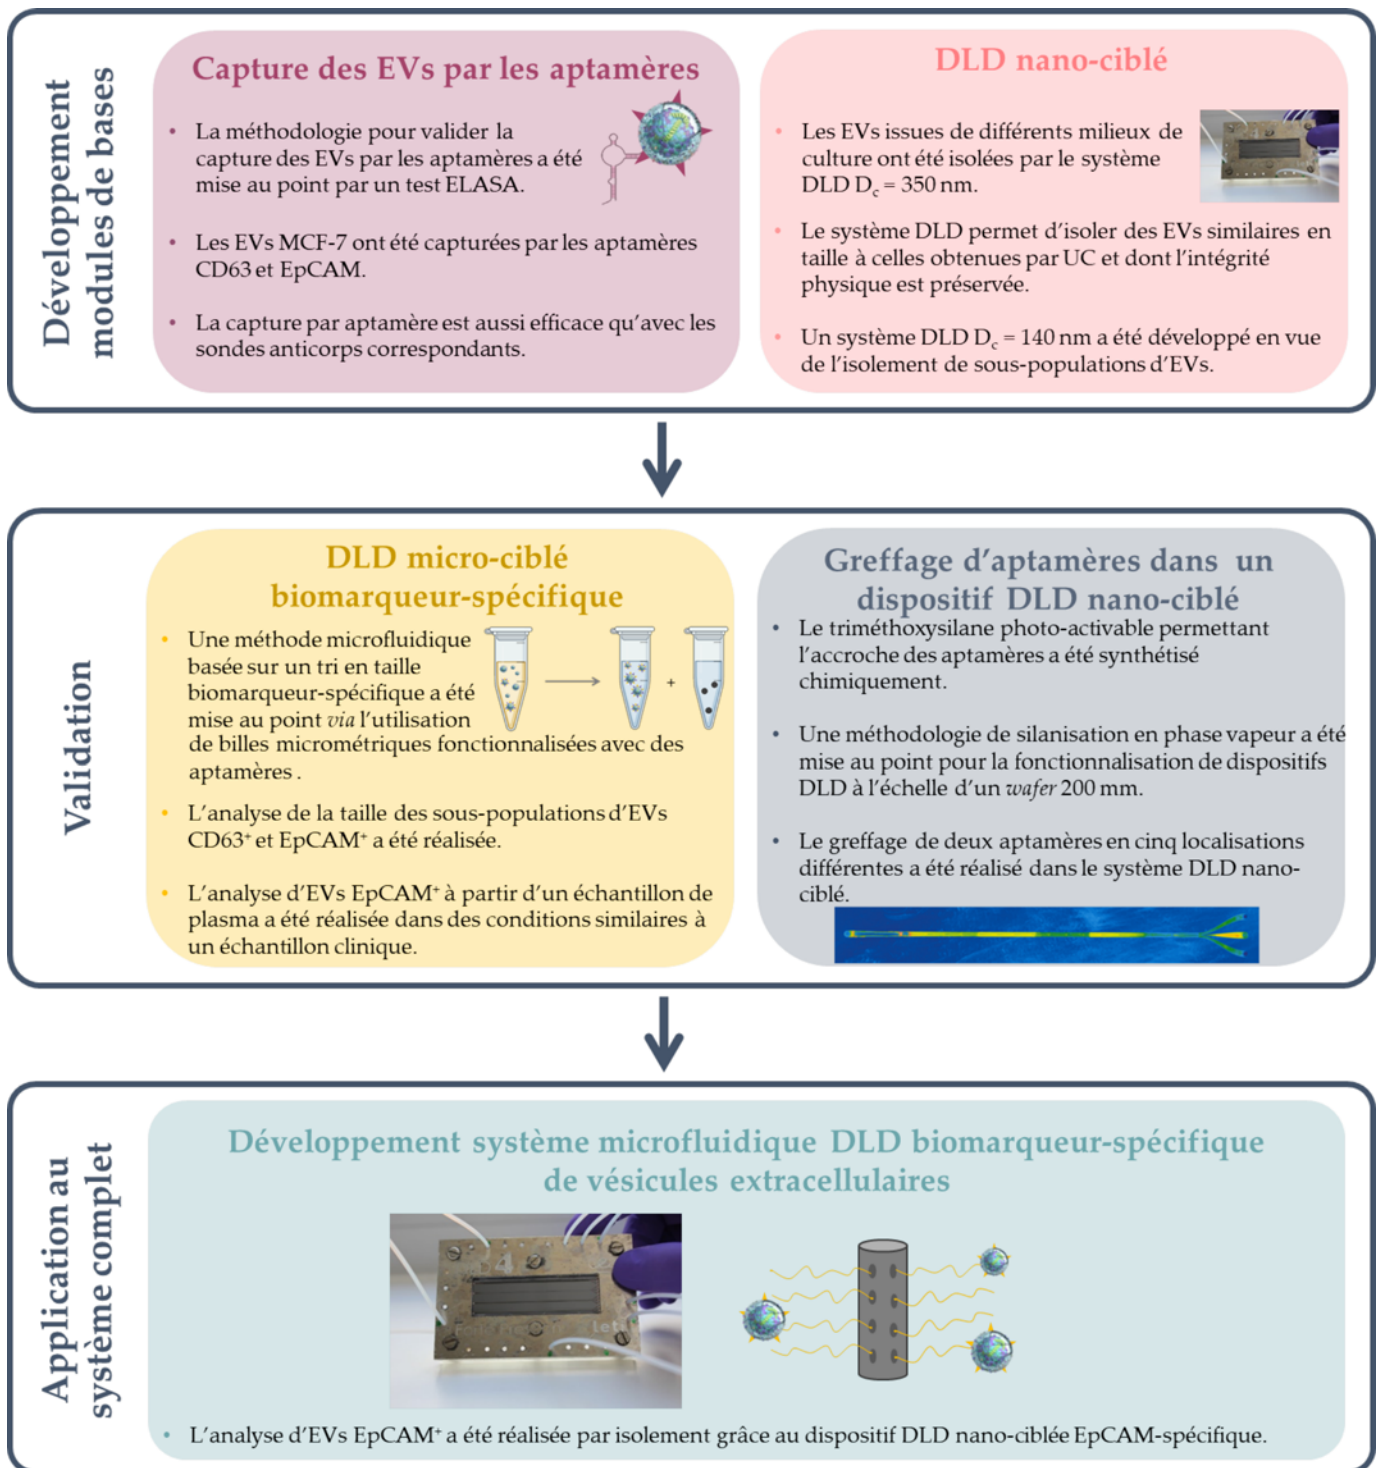 Développement
modules de bases
Capture des EVs par les aptamères
• La méthodologie pour valider la
capture des EVs par les aptamères a été
mise au point par un test ELASA.
• Les EVs MCF-7 ont été capturées par les aptamères
CD63 et EpCAM.
• La capture par aptamère est aussi efficace qu’avec les
sondes anticorps correspondants.
DLD nano-ciblé
• Les EVs issues de différents milieux de
culture ont été isolées par le système
DLD Dc = 350 nm.
• Le système DLD permet d’isoler des EVs similaires en
taille à celles obtenues par UC et dont l’intégrité
physique est préservée.
• Un système DLD Dc = 140 nm a été développé en vue
de l’isolement de sous-populations d’EVs.
Validation
DLD micro-ciblé
biomarqueur-spécifique
• Une méthode microfluidique
basée sur un tri en taille
biomarqueur-spécifique a été
mise au point via l’utilisation
de billes micrométriques fonctionnalisées avec des
aptamères .
+
• L’analyse de la taille des sous-populations d’EVs
CD63⁺ et EpCAM⁺ a été réalisée.
• L’analyse d’EVs EpCAM⁺ à partir d’un échantillon de
plasma a été réalisée dans des conditions similaires à
un échantillon clinique.
Greffage d’aptamères dans un
dispositif DLD nano-ciblé
• Le triméthoxysilane photo-activable permettant
l’accroche des aptamères a été synthétisé
chimiquement.
• Une méthodologie de silanisation en phase vapeur a été
mise au point pour la fonctionnalisation de dispositifs
DLD à l’échelle d’un wafer 200 mm.
• Le greffage de deux aptamères en cinq localisations
différentes a été réalisé dans le système DLD nano-
ciblé.
Application au
système complet
Développement système microfluidique DLD biomarqueur-spécifique
de vésicules extracellulaires
4
leti
• L’analyse d’EVs EpCAM⁺ a été réalisée par isolement grâce au dispositif DLD nano-ciblée EpCAM-spécifique.